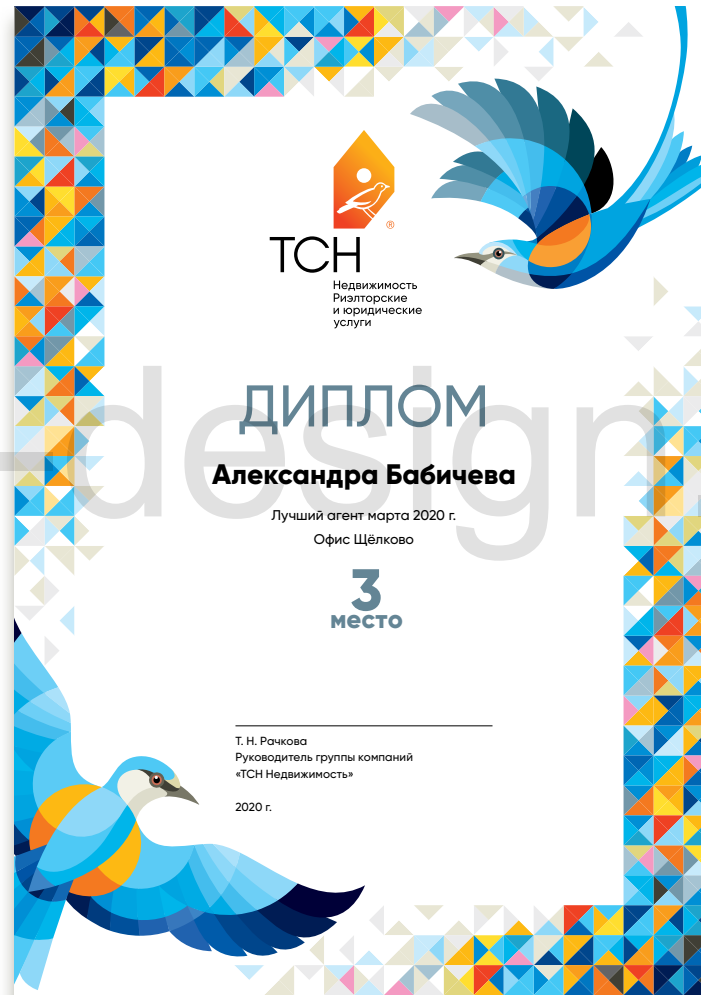 ®
ТСН
Недвижимость
Риэлторские
и юридические
услуги
-design
ДИПЛОМ
Александра Бабичева
Лучший агент марта 2020 г.
Офис Щёлково
3
место
Т. Н. Рачкова
Руководитель группы компаний
«ТСН Недвижимость»
2020 г.